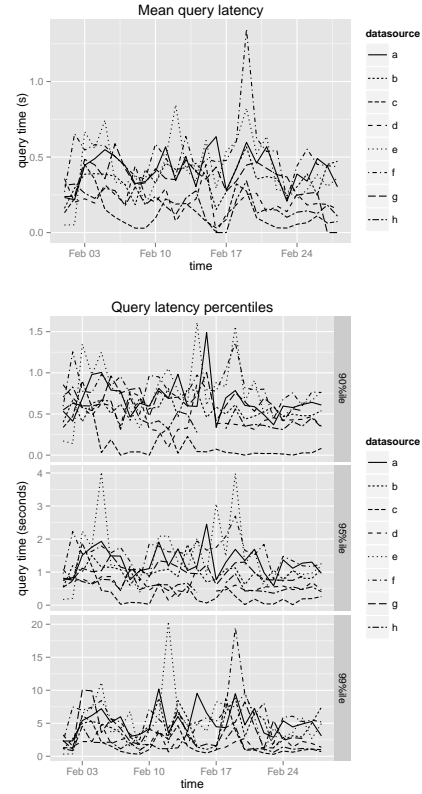 Mean query latency
query time (s)
1.0
0.5
0.0
Feb 03
Feb 10
Feb 17
Feb 24
time
datasource
a
b
c
d
e
f
g
h
Query latency percentiles
query time (seconds)
1.5
1.0
0.5
0.0
90%ile
4
3
2
1
0
95%ile
20
15
10
5
0
99%ile
Feb 03
Feb 10
Feb 17
Feb 24
time
datasource
a
b
c
d
e
f
g
h